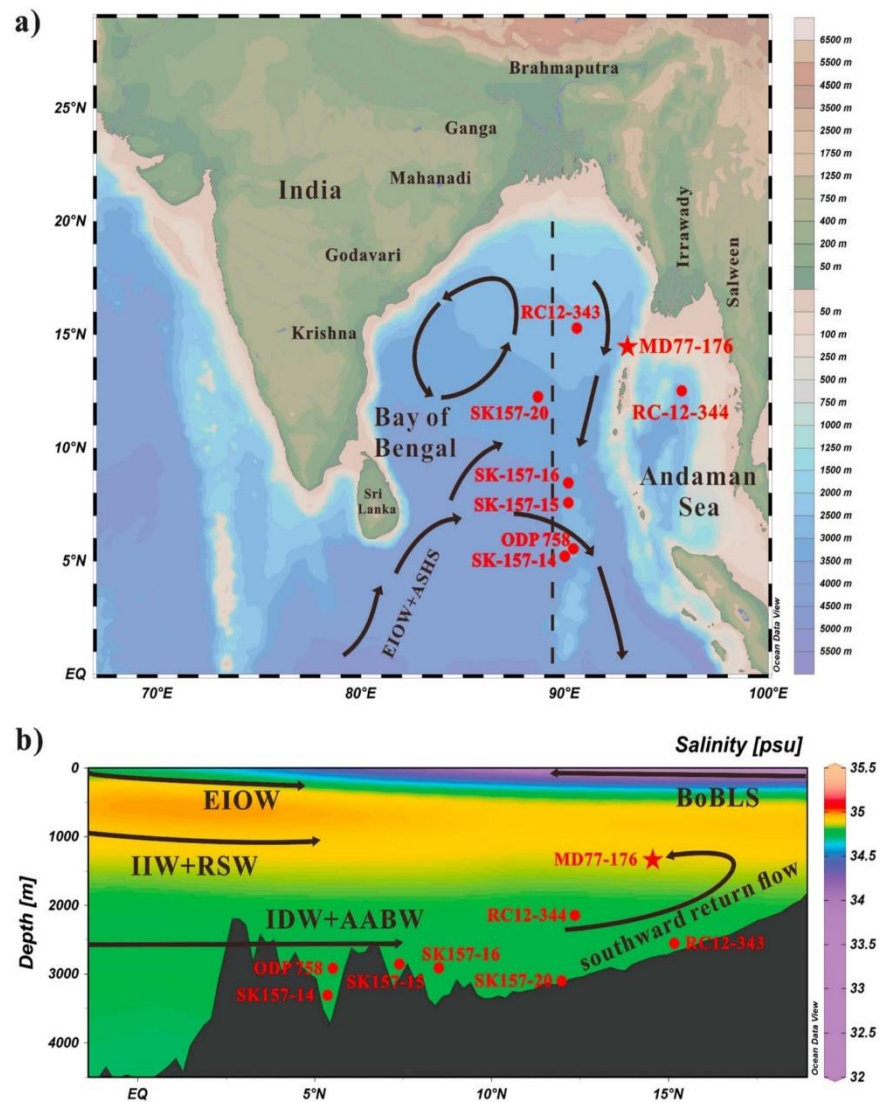 a)
Brahmaputra
Ganga
Mahanadi
India
Godavari
Krishna
Irrawady
Salween
RC12-343
MD77-176
SK157-20
RC-12-344
Bay of
Bengal
Andaman
Sea
SK-157-16
SK-157-15
Sri
Lanka
ODP 758
SK-157-14
EIOW+ASHS
25°N
20°N
15°N
10°N
5°N
EQ
70°E
80°E
90°E
100°E
Ocean Data View
6500 m
5500 m
4500 m
3500 m
2500 m
1750 m
1250 m
750 m
400 m
200 m
50 m
50 m
100 m
250 m
500 m
750 m
1000 m
2000 m
2500 m
3000 m
3500 m
4000 m
4500 m
5000 m
5500 m
b)
Salinity [psu]
Depth [m]
0
1000
2000
3000
4000
EIOW
BoBLS
IIW+RSW
MD77-176
IDW+AABW
RC12-344
southward return flow
SK157-16
RC12-343
ODP 758
SK157-15
SK157-20
SK157-14
EQ
5°N
10°N
15°N
Ocean Data View
35.5
35
34.5
34
33.5
33
32.5
32